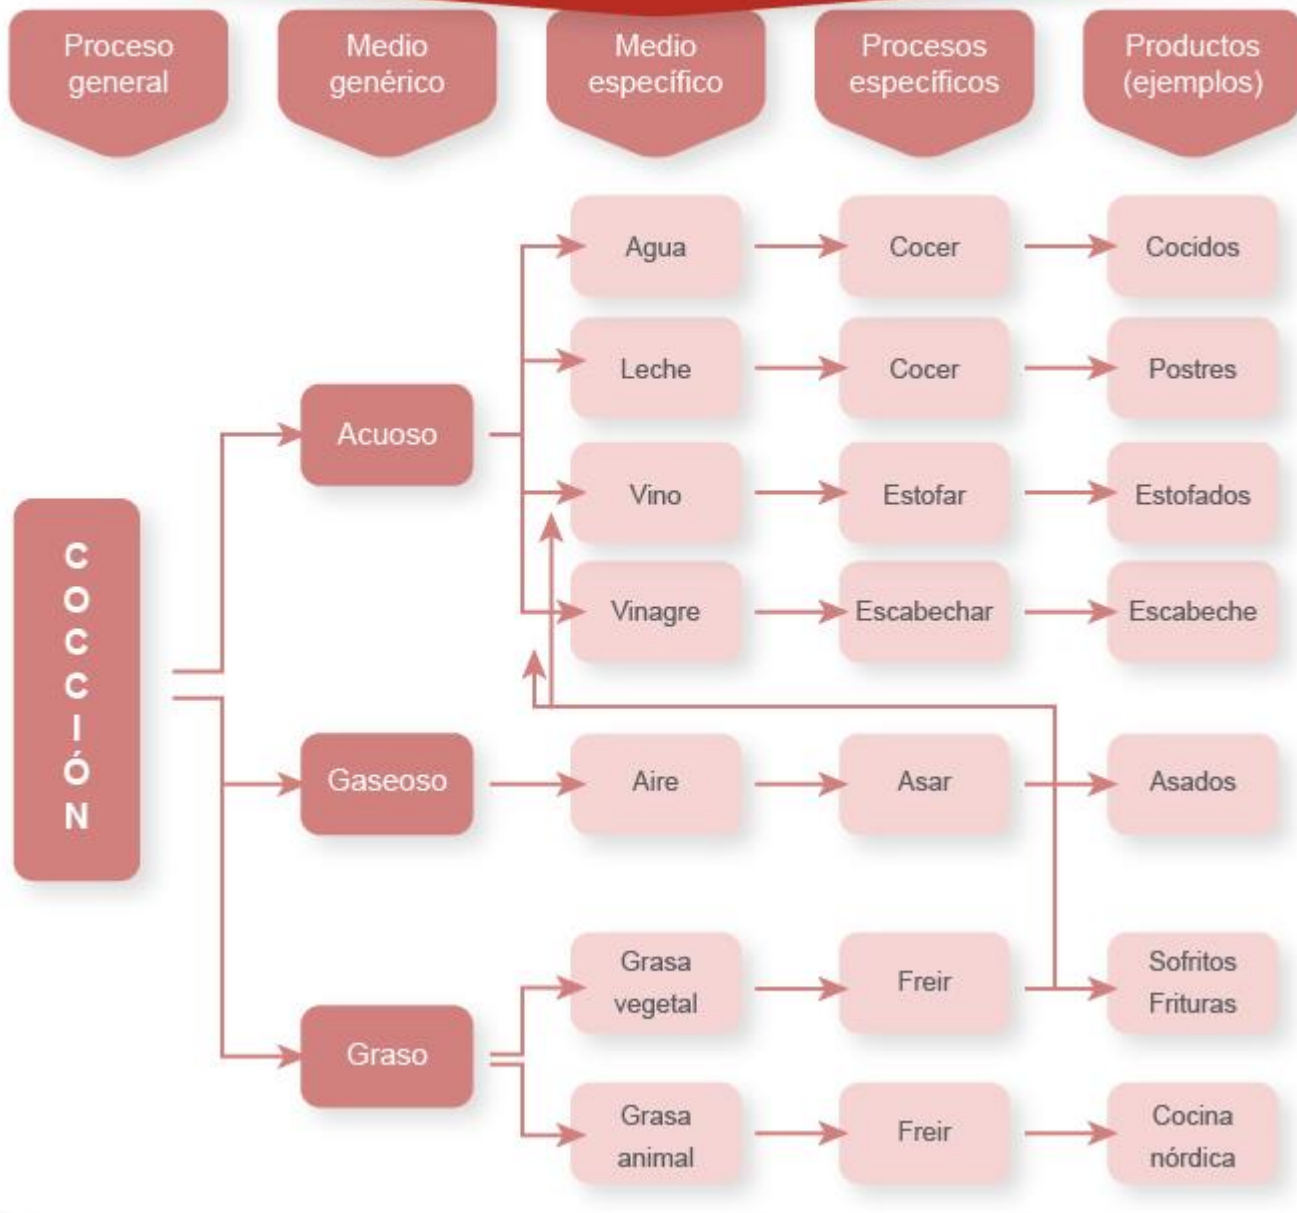 Proceso
general
Medio
genérico
Medio
específico
Procesos
específicos
Productos
(ejemplos)
COCCIÓN
Acuoso
Agua
Cocer
Cocidos
Leche
Cocer
Postres
Vino
Estofar
Estofados
Vinagre
Escabechar
Escabeche
Gaseoso
Aire
Asar
Asados
Graso
Grasa
vegetal
Freir
Sofritos
Frituras
Grasa
animal
Freir
Cocina
nórdica